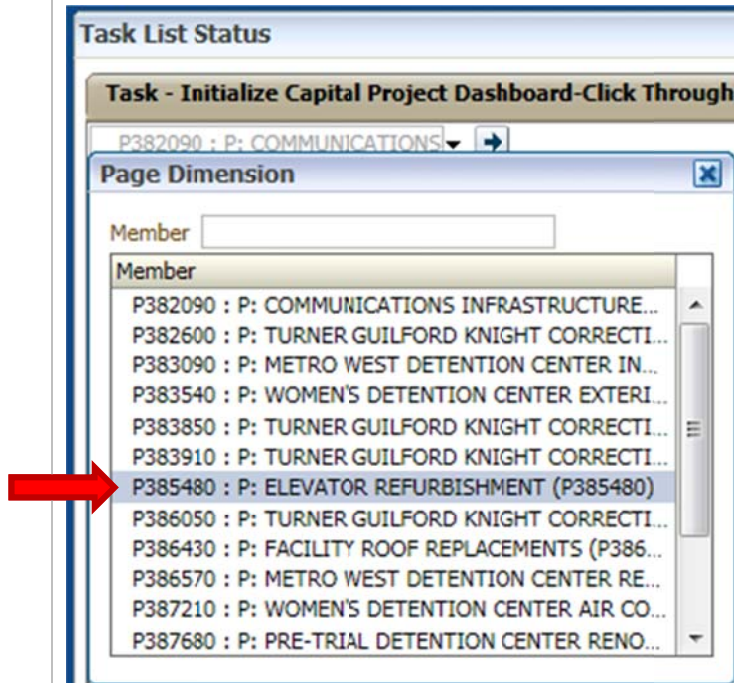 Task List Status
Task - Initialize Capital Project Dashboard-Click Through
P382090 : P: COMMUNICATIONS
Page Dimension
Member
Member
P382090 : P: COMMUNICATIONS INFRASTRUCTURE...
P382600 : P: TURNER GUILFORD KNIGHT CORRECTI...
P383090 : P: METRO WEST DETENTION CENTER IN...
P383540 : P: WOMEN'S DETENTION CENTER EXTERI...
P383850 : P: TURNER GUILFORD KNIGHT CORRECTI...
P383910 : P: TURNER GUILFORD KNIGHT CORRECTI...
P385480 : P: ELEVATOR REFURBISHMENT (P385480)
P386050 : P: TURNER GUILFORD KNIGHT CORRECTI...
P386430 : P: FACILITY ROOF REPLACEMENTS (P386...
P386570 : P: METRO WEST DETENTION CENTER RE...
P387210 : P: WOMEN'S DETENTION CENTER AIR CO...
P387680 : P: PRE-TRIAL DETENTION CENTER RENO...